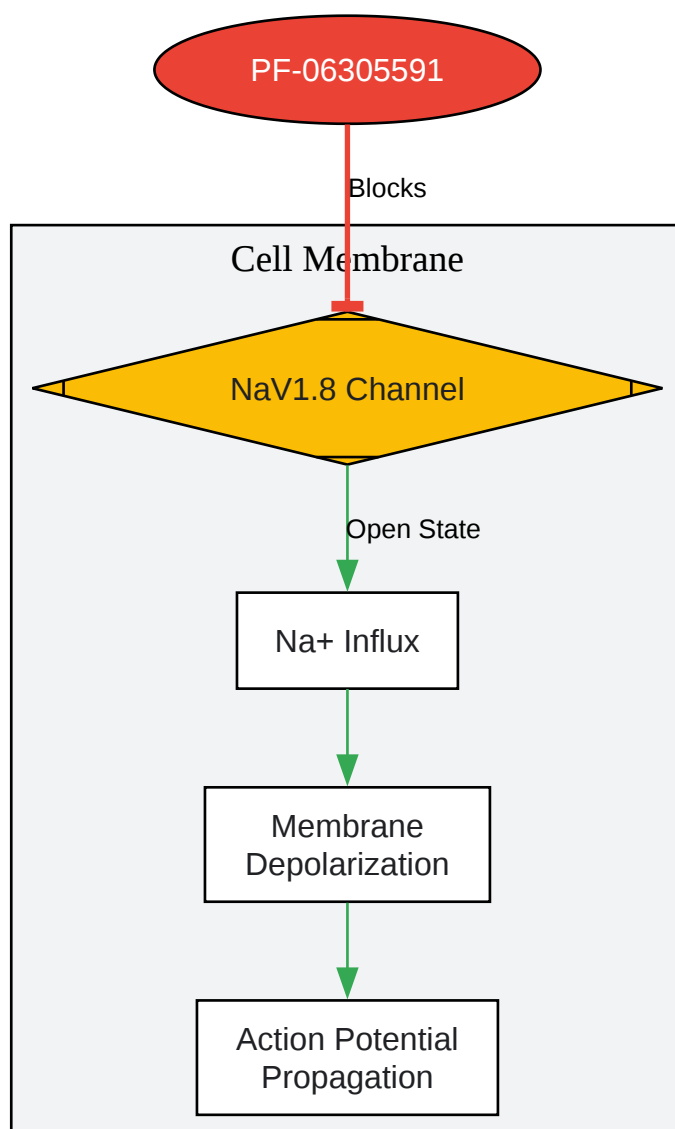 PF-06305591
Blocks
Cell Membrane
NaV1.8 Channel
Open State
Na+ Influx
Membrane
Depolarization
Action Potential
Propagation